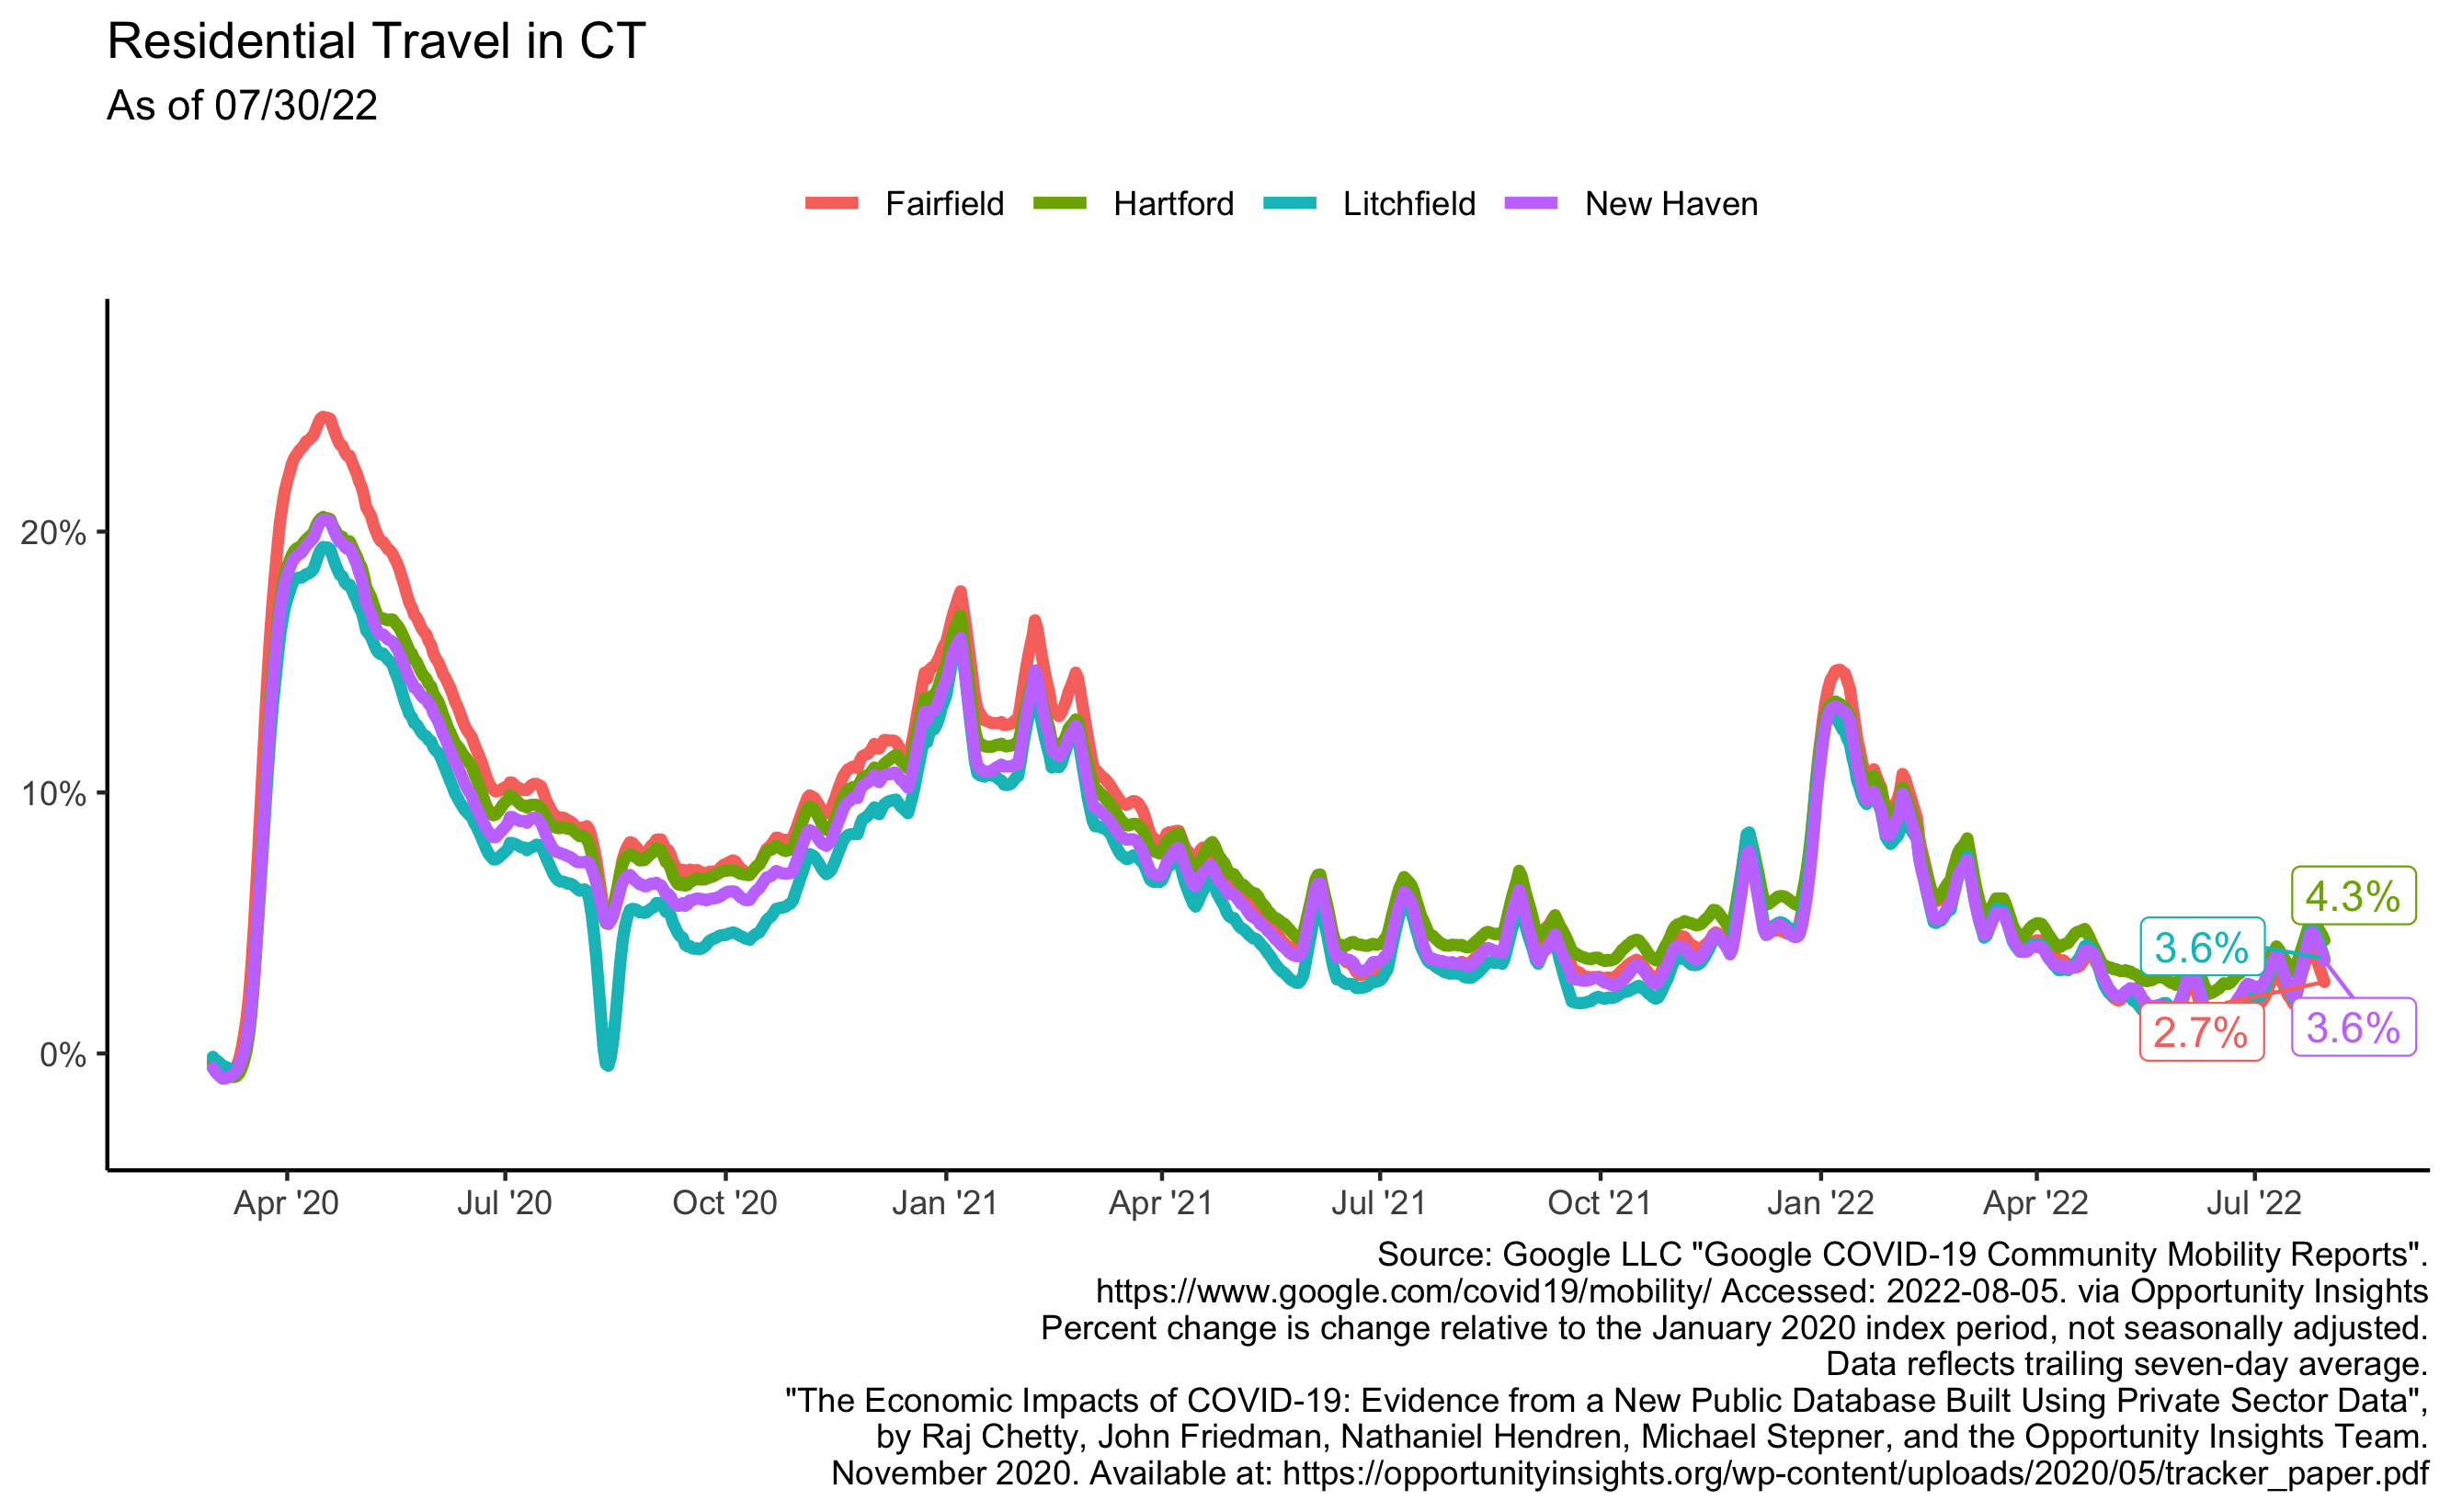 Residential Travel in CT
As of 07/30/22
Fairfield Hartford Litchfield New Haven
20%
10%
0%
4.3%
3.6%
2.7%
3.6%
Apr '20 Jul '20 Oct '20 Jan '21 Apr '21 Jul '21 Oct '21 Jan '22 Apr '22 Jul '22
Source: Google LLC "Google COVID-19 Community Mobility Reports".
https://www.google.com/covid19/mobility/ Accessed: 2022-08-05. via Opportunity Insights
Percent change is change relative to the January 2020 index period, not seasonally adjusted.
Data reflects trailing seven-day average.
"The Economic Impacts of COVID-19: Evidence from a New Public Database Built Using Private Sector Data",
by Raj Chetty, John Friedman, Nathaniel Hendren, Michael Stepner, and the Opportunity Insights Team.
November 2020. Available at: https://opportunityinsights.org/wp-content/uploads/2020/05/tracker_paper.pdf